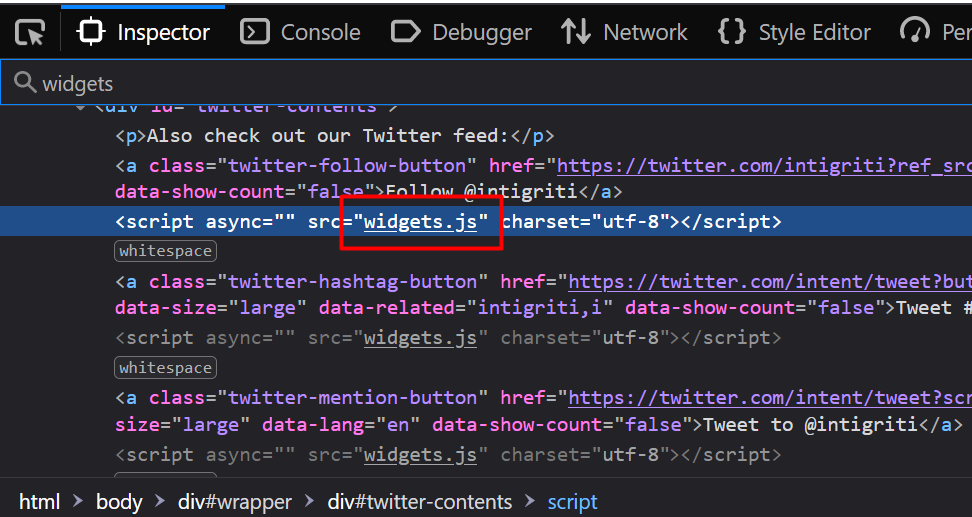 Inspector Console Debugger Network Style Editor Per
widgets
<div id="twitter-contents">
<p>Also check out our Twitter feed:</p>
<a class="twitter-follow-button" href="https://twitter.com/intigriti?ref_src
data-show-count="false">Follow @intigriti</a>
<script async="" src="widgets.js" charset="utf-8"></script>
whitespace
<a class="twitter-hashtag-button" href="https://twitter.com/intent/tweet?but
data-size="large" data-related="intigriti,i" data-show-count="false">Tweet #
<script async="" src="widgets.js" charset="utf-8"></script>
whitespace
<a class="twitter-mention-button" href="https://twitter.com/intent/tweet?scr
size="large" data-lang="en" data-show-count="false">Tweet to @intigriti</a>
<script async="" src="widgets.js" charset="utf-8"></script>
html > body > div#wrapper > div#twitter-contents > script